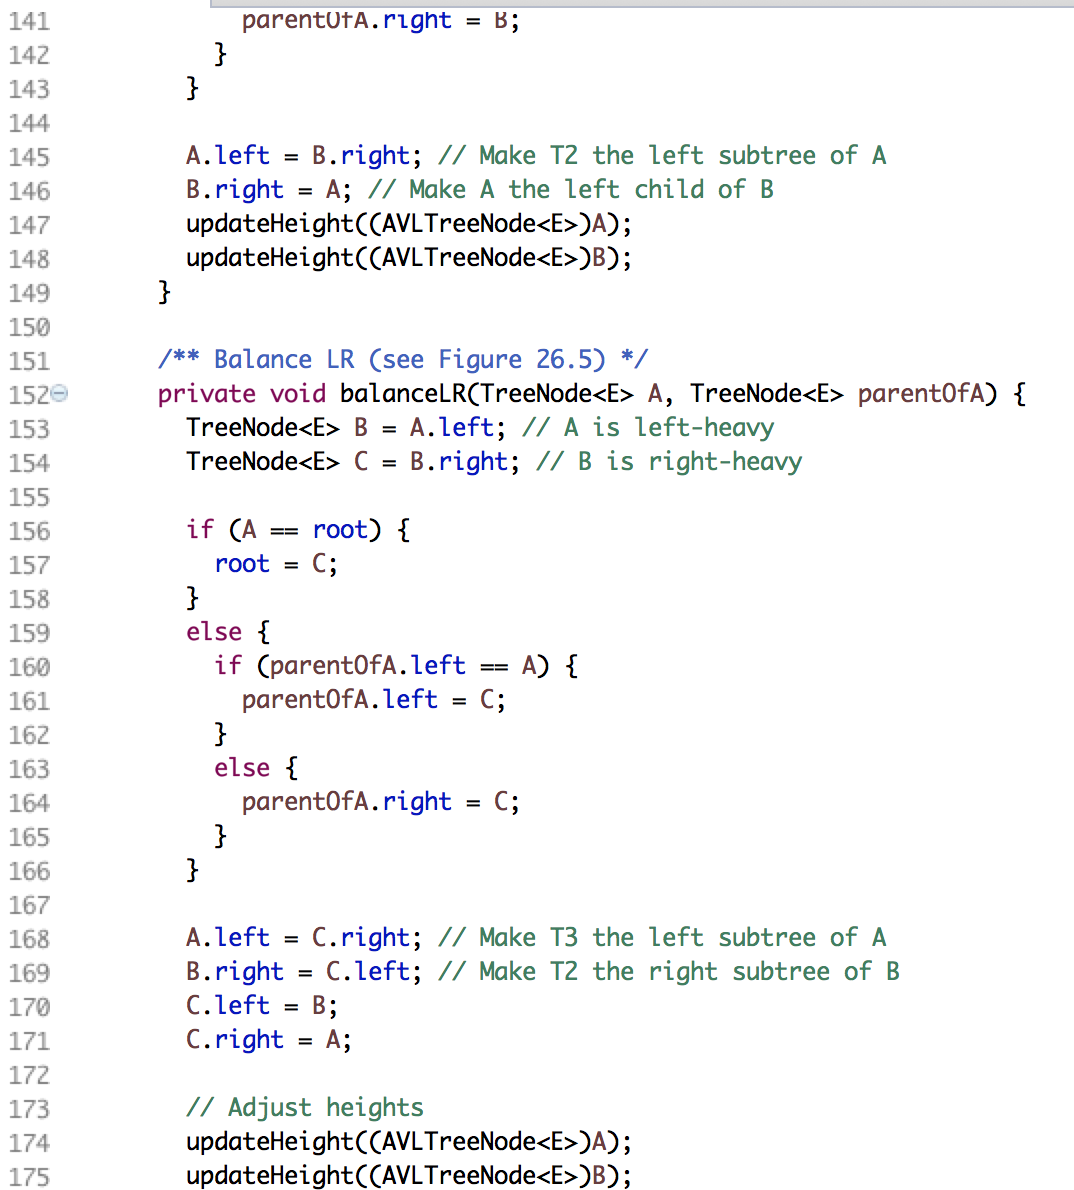 141 parentOfA.right = B;
142 }
143 }
144
145 A.left = B.right; // Make T2 the left subtree of A
146 B.right = A; // Make A the left child of B
147 updateHeight((AVLTreeNode<E>)A);
148 updateHeight((AVLTreeNode<E>)B);
149 }
150
151 /** Balance LR (see Figure 26.5) */
152 private void balanceLR(TreeNode<E> A, TreeNode<E> parentOfA) {
153 TreeNode<E> B = A.left; // A is left-heavy
154 TreeNode<E> C = B.right; // B is right-heavy
155
156 if (A == root) {
157 root = C;
158 }
159 else {
160 if (parentOfA.left == A) {
161 parentOfA.left = C;
162 }
163 else {
164 parentOfA.right = C;
165 }
166 }
167
168 A.left = C.right; // Make T3 the left subtree of A
169 B.right = C.left; // Make T2 the right subtree of B
170 C.left = B;
171 C.right = A;
172
173 // Adjust heights
174 updateHeight((AVLTreeNode<E>)A);
175 updateHeight((AVLTreeNode<E>)B);